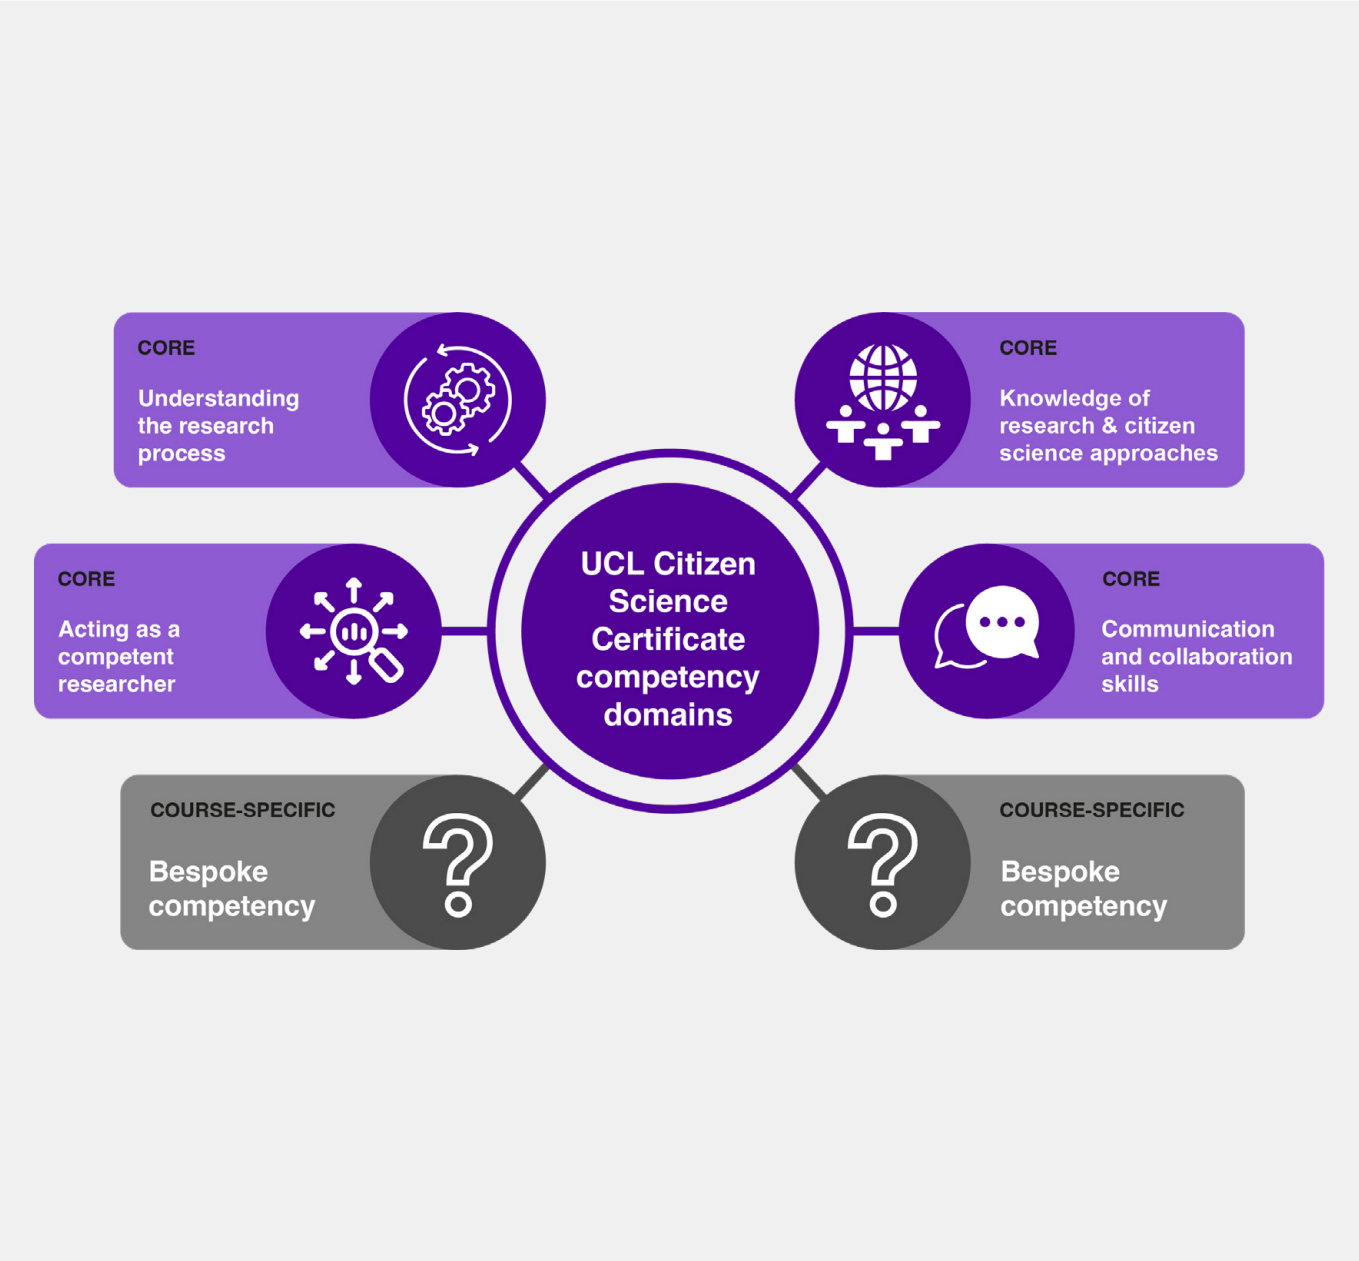 CORE
Understanding
the research
process
CORE
Knowledge of
research & citizen
science approaches
CORE
Acting as a
competent
researcher
UCL Citizen
Science
Certificate
competency
domains
CORE
Communication
and collaboration
skills
COURSE-SPECIFIC
Bespoke
competency
COURSE-SPECIFIC
Bespoke
competency